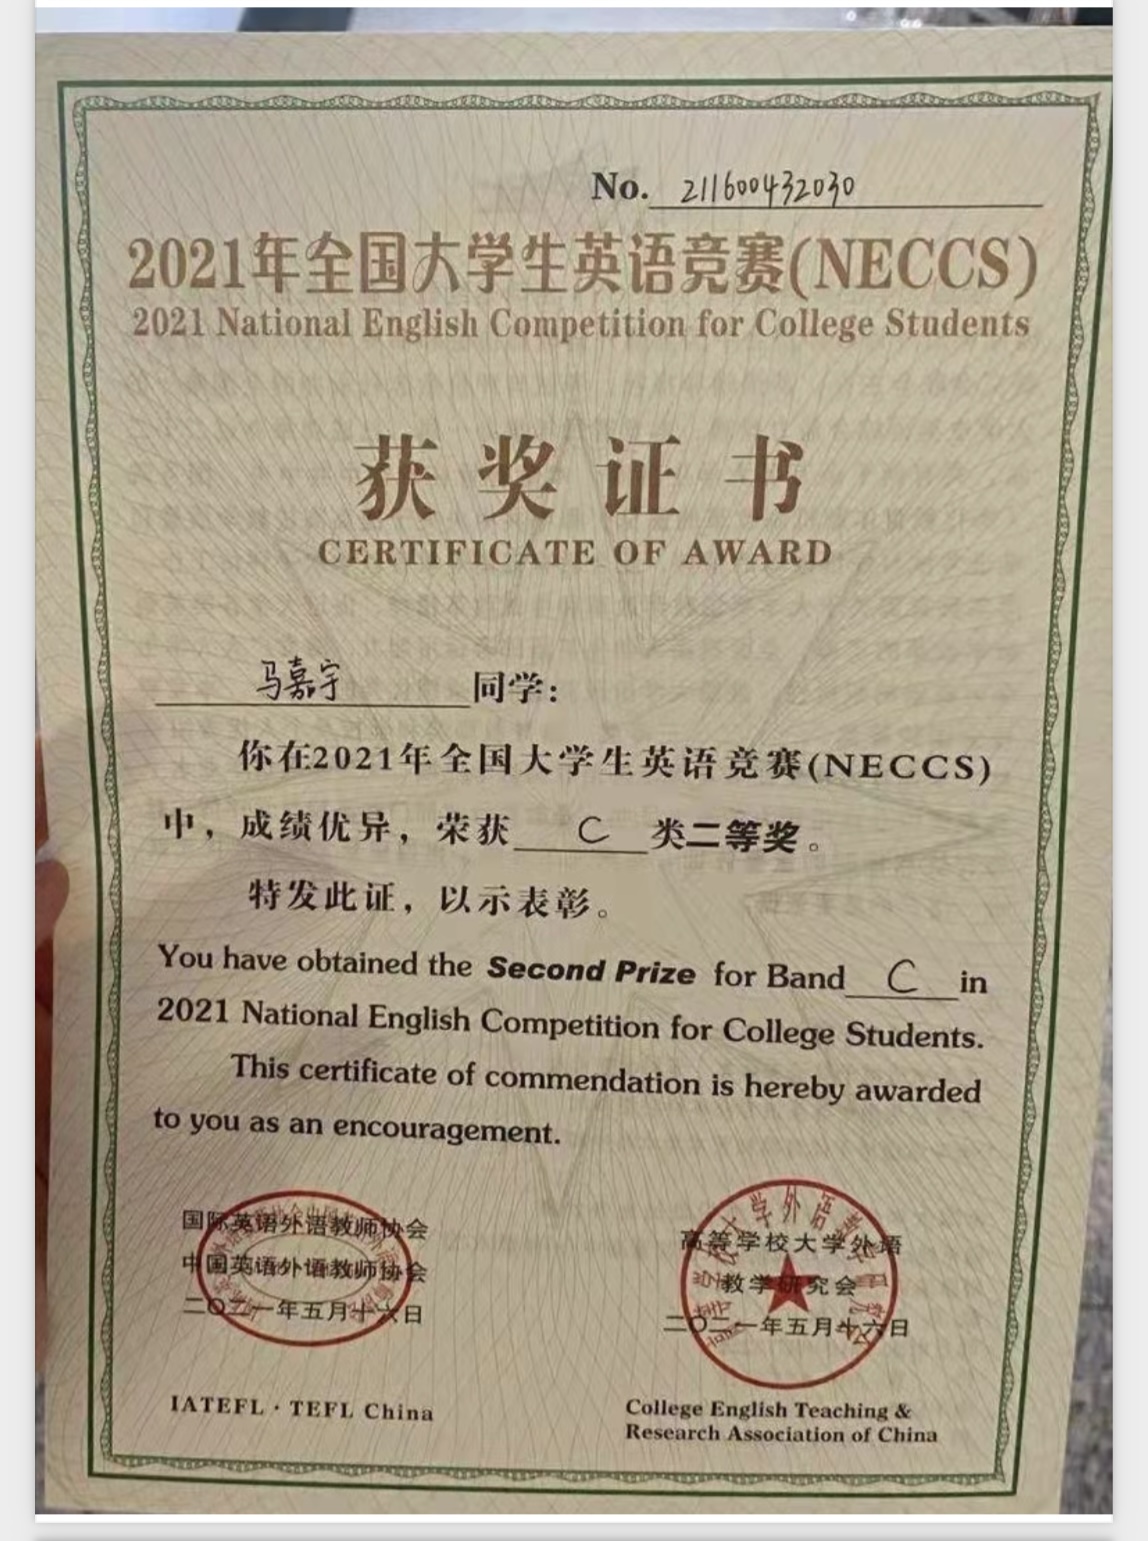 No. 211600432030
2021年全国大学生英语竞赛(NECCS)
2021 National English Competition for College Students
获奖证书
CERTIFICATE OF AWARD
马嘉宇 同学:
你在2021年全国大学生英语竞赛(NECCS)
中，成绩优异，荣获 C 类二等奖。
特发此证，以示表彰。
You have obtained the Second Prize for Band C in
2021 National English Competition for College Students.
This certificate of commendation is hereby awarded
to you as an encouragement.
国际英语外语教师协会
中国英语外语教师协会
二〇二一年五月十六日
IATEFL · TEFL China
高等学校大学外语
教学研究会
二〇二一年五月十六日
College English Teaching &
Research Association of China